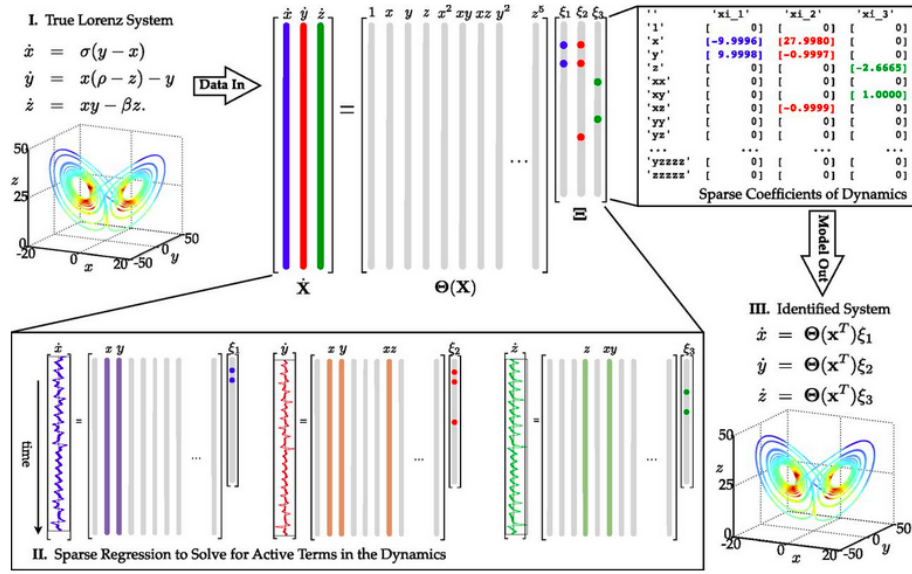 I. True Lorenz System
ẋ = σ(y − x)
ẏ = x(ρ − z) − y
ż = xy − βz.
Data In
50
z 25
0
-20
0
x
20 -50
0
y
50
ẋ ẏ ż
=
1 x y z x² xy xz y² z⁵
...
ξ₁ ξ₂ ξ₃
Ẋ
Θ(X)
Ξ
'' 'xi_1' 'xi_2' 'xi_3'
'1' [ 0] [ 0] [ 0]
'x' [-9.9996] [27.9980] [ 0]
'y' [ 9.9998] [-0.9997] [ 0]
'z' [ 0] [ 0] [-2.6665]
'xx' [ 0] [ 0] [ 0]
'xy' [ 0] [ 0] [ 1.0000]
'xz' [ 0] [-0.9999] [ 0]
'yy' [ 0] [ 0] [ 0]
'yz' [ 0] [ 0] [ 0]
... ... ... ...
'yzzzz' [ 0] [ 0] [ 0]
'zzzzz' [ 0] [ 0] [ 0]
Sparse Coefficients of Dynamics
Model Out
III. Identified System
ẋ = Θ(xᵀ)ξ₁
ẏ = Θ(xᵀ)ξ₂
ż = Θ(xᵀ)ξ₃
50
z 25
0
-20
0
x
20 -50
0
y
50
time
ẋ
=
x y
...
ξ₁
ẏ
=
x y xz
...
ξ₂
ż
=
z xy
...
ξ₃
II. Sparse Regression to Solve for Active Terms in the Dynamics